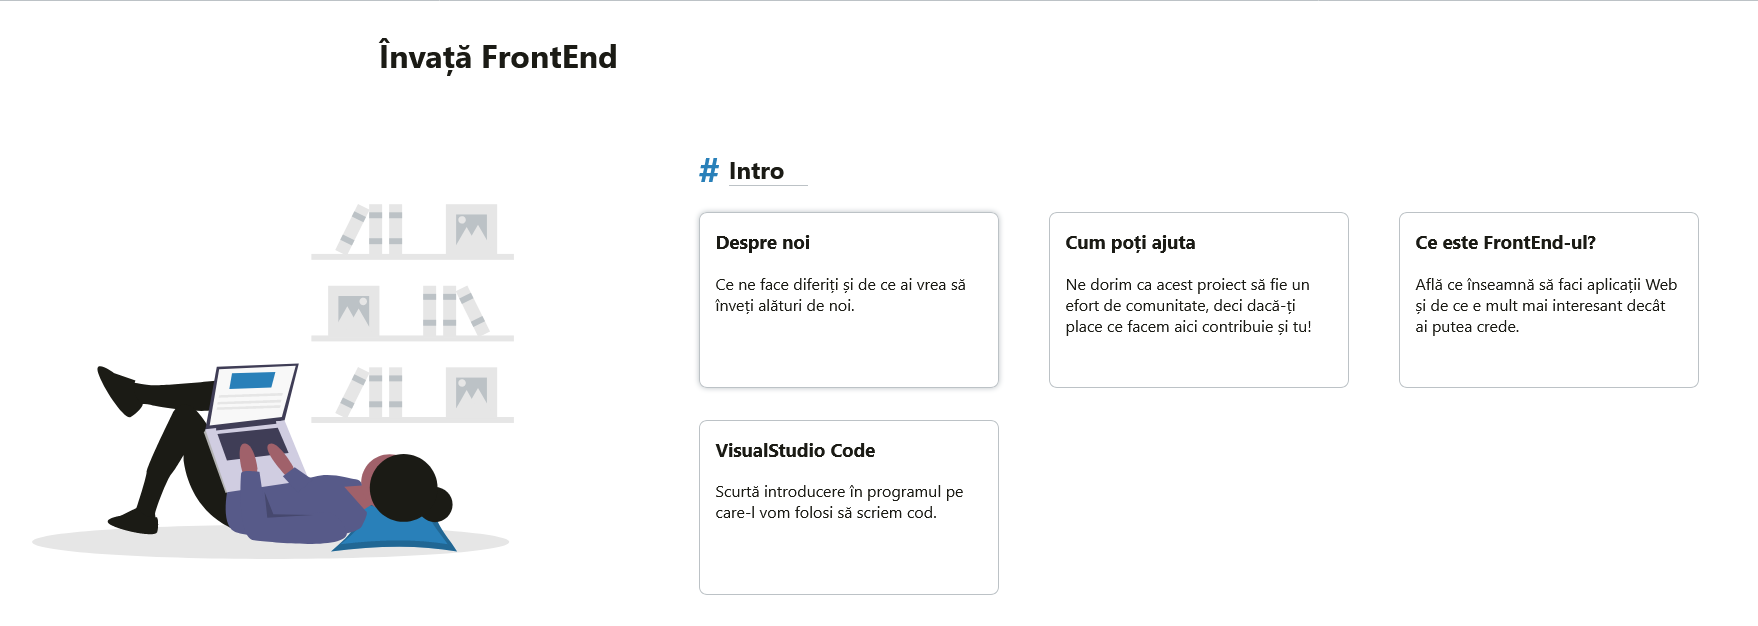 Învață FrontEnd
# Intro
Despre noi
Ce ne face diferiți și de ce ai vrea să
înveți alături de noi.
Cum poți ajuta
Ne dorim ca acest proiect să fie un
efort de comunitate, deci dacă-ți
place ce facem aici contribuie și tu!
Ce este FrontEnd-ul?
Află ce înseamnă să faci aplicații Web
și de ce e mult mai interesant decât
ai putea crede.
VisualStudio Code
Scurtă introducere în programul pe
care-l vom folosi să scriem cod.